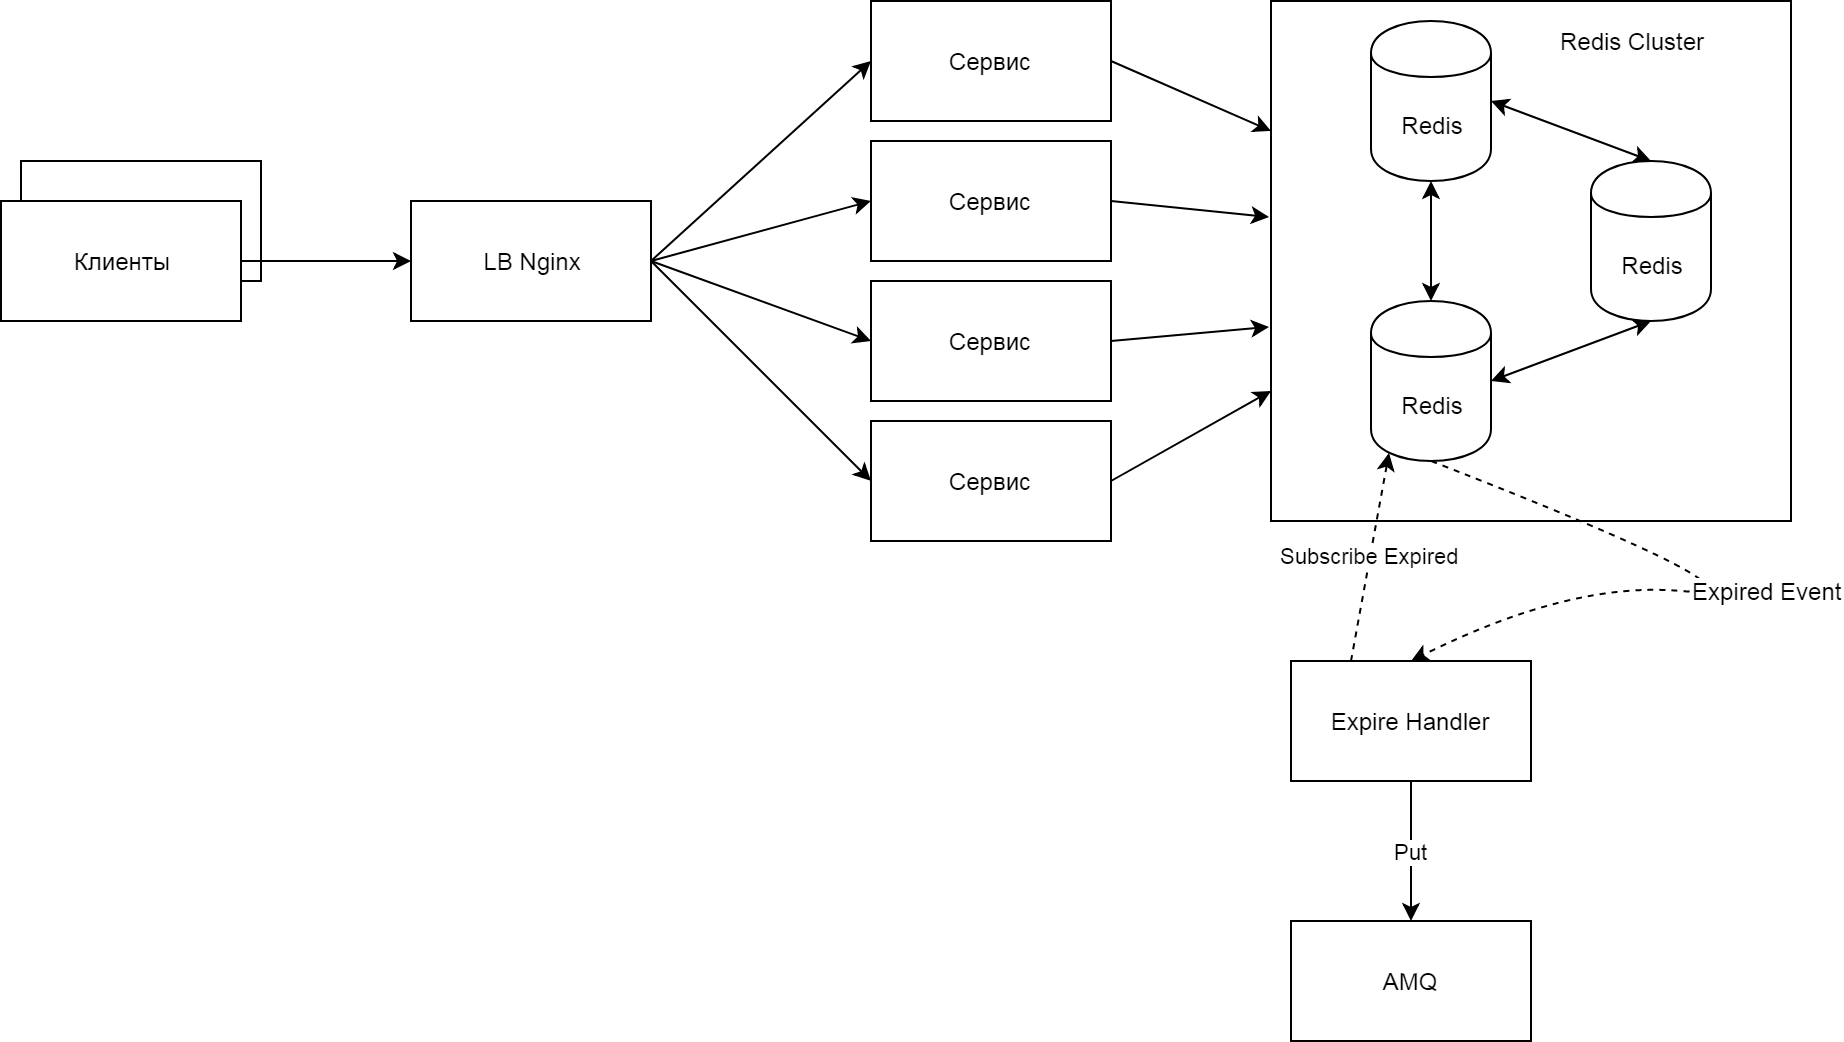 Клиенты
LB Nginx
Сервис
Сервис
Сервис
Сервис
Redis Cluster
Redis
Redis
Redis
Subscribe Expired
Expired Event
Expire Handler
Put
AMQ